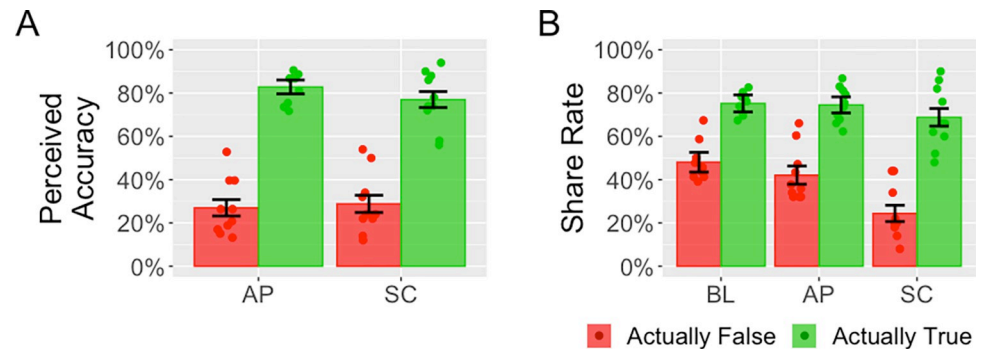 A
Perceived
Accuracy
100%
80%
60%
40%
20%
0%
AP
SC
B
Share Rate
100%
80%
60%
40%
20%
0%
BL
AP
SC
Actually False
Actually True